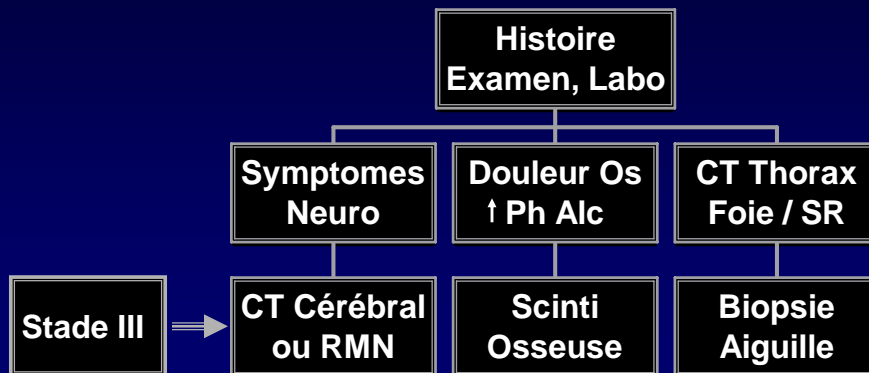 Histoire
Examen, Labo
Symptomes
Neuro
Douleur Os
↑ Ph Alc
CT Thorax
Foie / SR
Stade III
CT Cérébral
ou RMN
Scinti
Osseuse
Biopsie
Aiguille